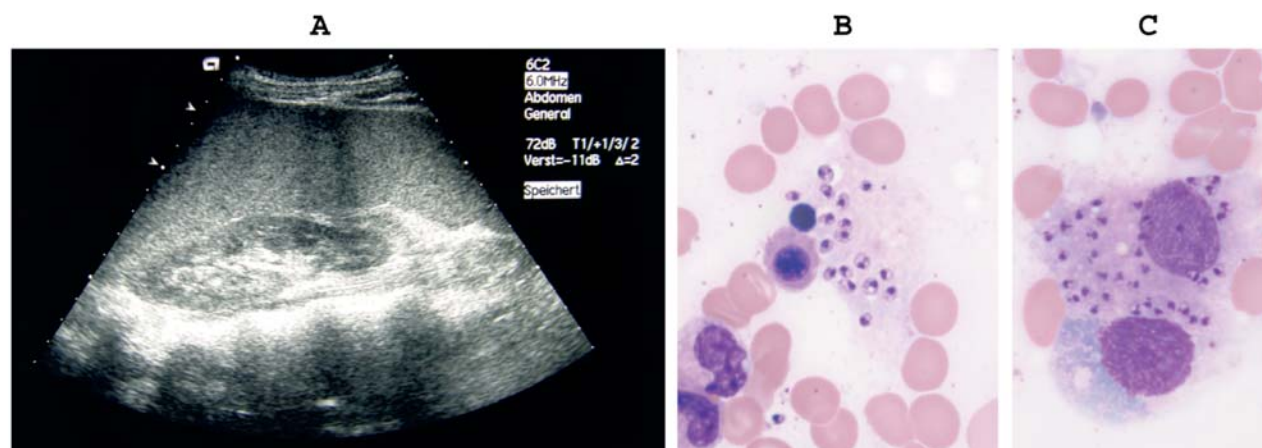 A B C
6C2
6.0MHz
Abdomen
General
72dB T1/+1/3/2
Verst=-11dB Δ=2
Speichert